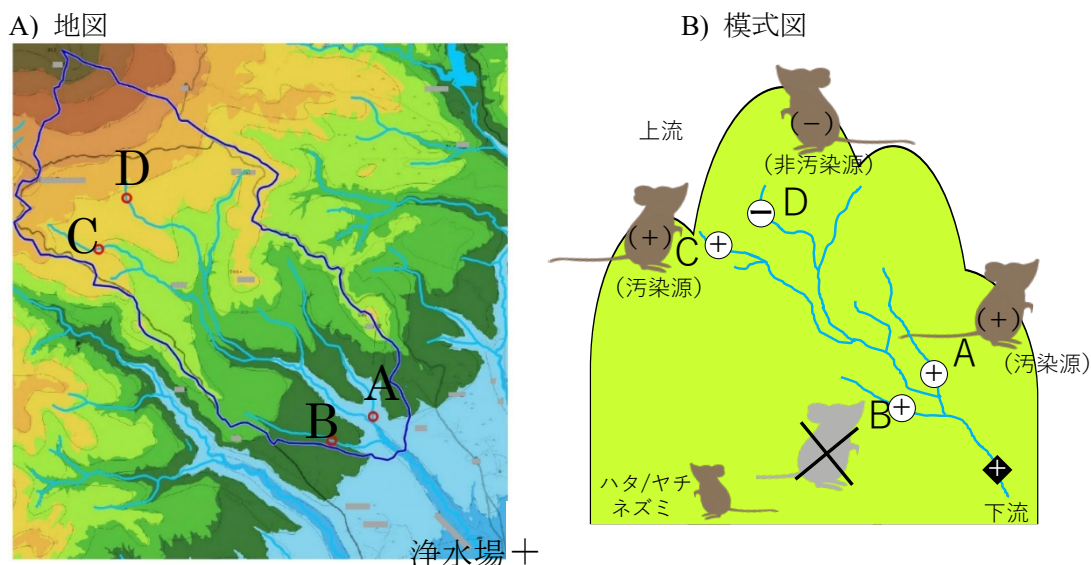 A) 地図
D
C
A
B
浄水場+
B) 模式図
上流
(-)
(非汚染源)
- D
(+)
C +
(汚染源)
(+)
A
(汚染源)
+
B +
ハタ/ヤチ
ネズミ
+
下流